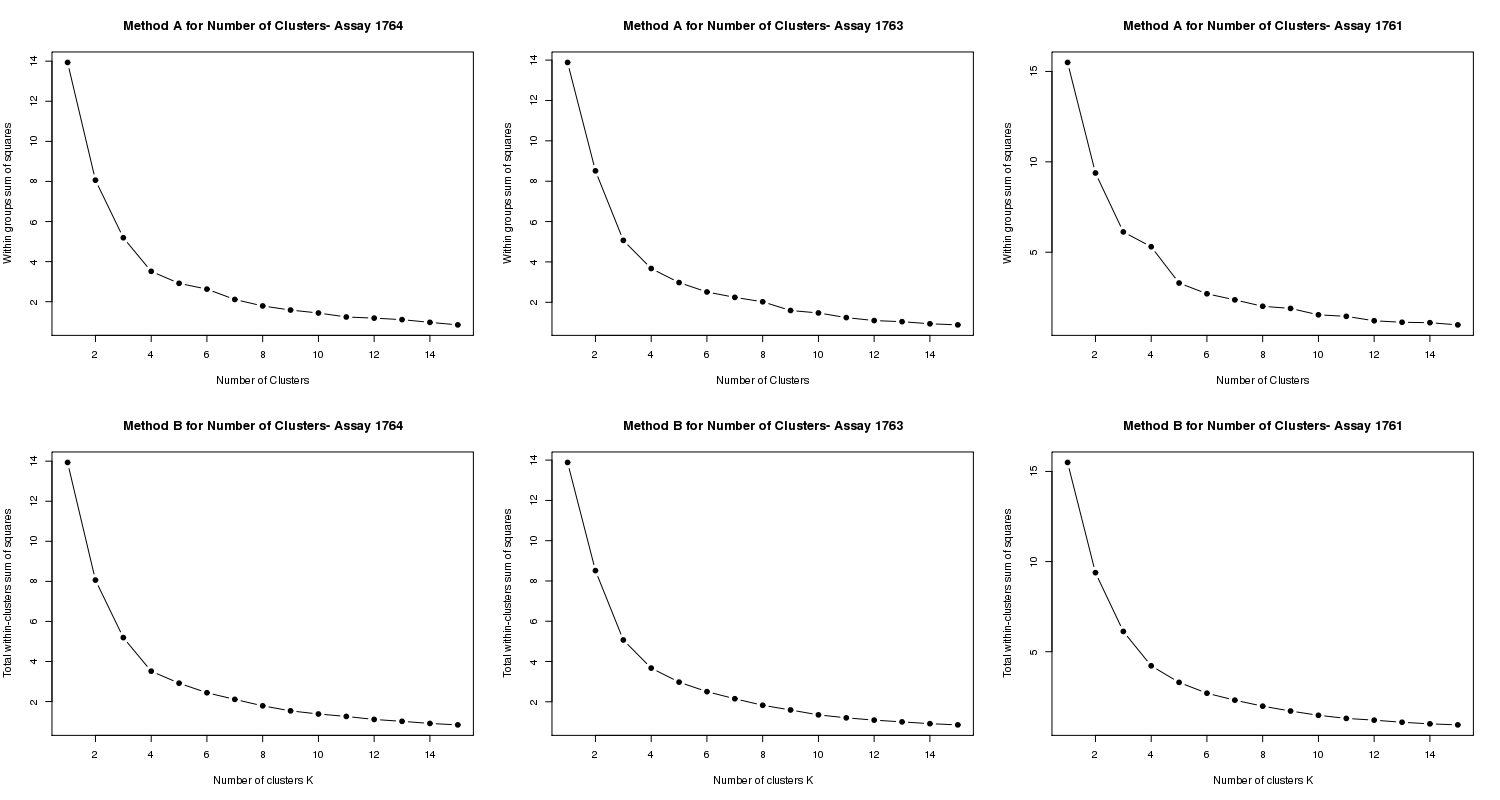 Method A for Number of Clusters- Assay 1764
Within groups sum of squares
14
12
10
8
6
4
2
2 4 6 8 10 12 14
Number of Clusters
Method A for Number of Clusters- Assay 1763
Within groups sum of squares
14
12
10
8
6
4
2
2 4 6 8 10 12 14
Number of Clusters
Method A for Number of Clusters- Assay 1761
Within groups sum of squares
15
10
5
2 4 6 8 10 12 14
Number of Clusters
Method B for Number of Clusters- Assay 1764
Total within-clusters sum of squares
14
12
10
8
6
4
2
2 4 6 8 10 12 14
Number of clusters K
Method B for Number of Clusters- Assay 1763
Total within-clusters sum of squares
14
12
10
8
6
4
2
2 4 6 8 10 12 14
Number of clusters K
Method B for Number of Clusters- Assay 1761
Total within-clusters sum of squares
15
10
5
2 4 6 8 10 12 14
Number of clusters K